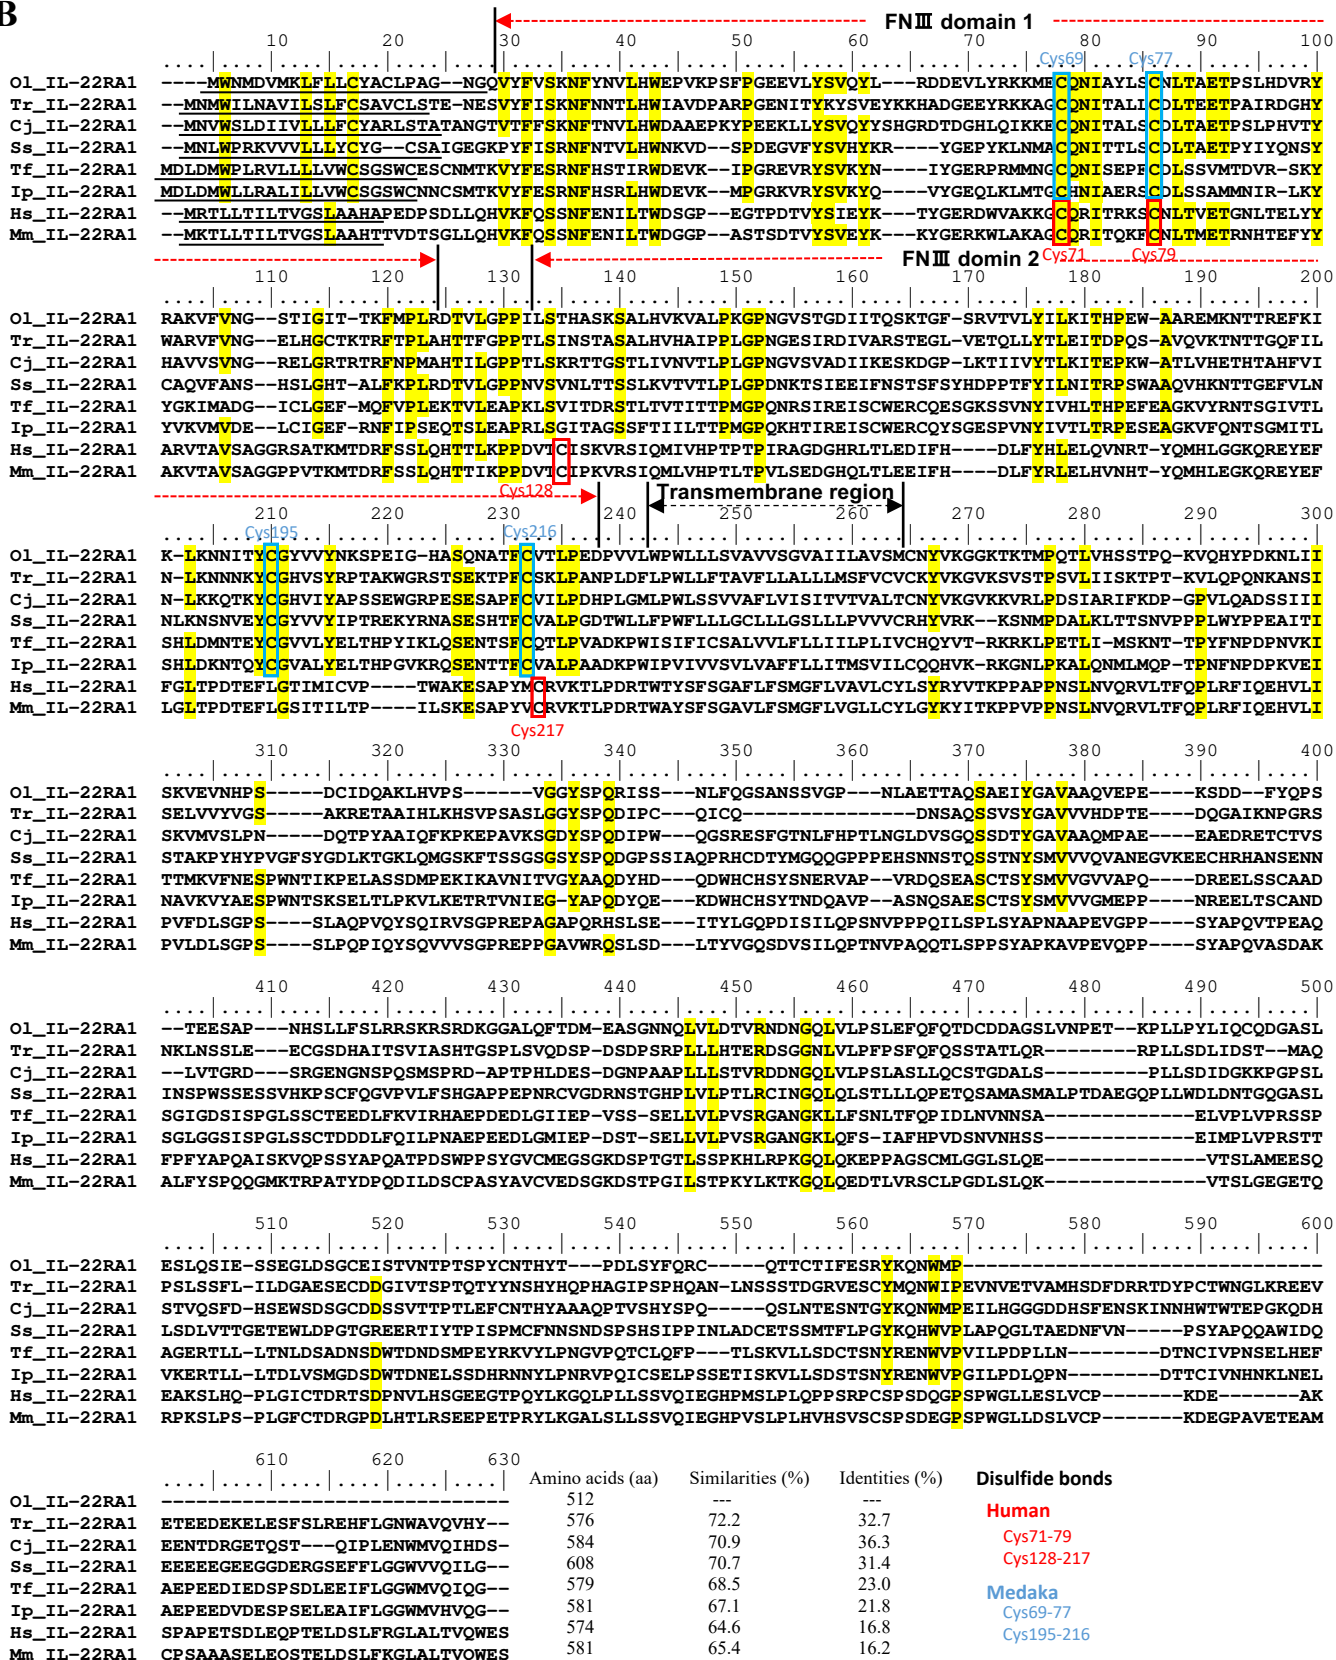 B
FNⅢ domain 1
10 20 30 40 50 60 70 80 90 100
Cys69 Cys77
Ol_IL-22RA1 ----MWNMDVMKLFLLCYACLPAG--NGQVYFVSKNFYNTLHWEPVKPSFPGEEVLYSVQYL---RDDEVLYRKKMECQNIAYLSCNLTAETPSLHDVRY
Tr_IL-22RA1 --MNMWILNAVILSLFCSAVCLSTE-NESVYFISKNFNNTLHWIAVDPARPGENITYKYSVEYKKHADGEEYRKKAGCQNITALICDLTEETPAIRDGHY
Cj_IL-22RA1 --MNVWSLDIIVLLLFCYARLSTATANGTVTFFSKNFTNVLHWDAAEPKYPEEKLLYSVQYYSHGRDTDGHLQIKKECQNITALSCDLTAETPSLPHVTY
Ss_IL-22RA1 --MNLWPRKVVVLLLYCYG--CSAIGEGKPYFISRNFNTVLHWNKVD--SPDEGVFMYSVHYKR----YGEPYKLNMACQNITTLSCDLTAETPYIYQNSY
Tf_IL-22RA1 MDLDMWPLRVLLLLLVWCSGSWCESCNMTKVYFESRNFHSTIRWDEVK--IPGREVRYSVKYN---IYGERPRMMNGCQNISEPFCDLSSVMTDVR-SKY
Ip_IL-22RA1 MDLDMWLLRALILLLVWCSGSWCNNCSMTKVYFESRNFHSRLHWDEVK--MPGRKVRYSVKYQ----VYGEQLKLMTGCHNIAERSCDLSSAMMNIR-LKY
Hs_IL-22RA1 --MRTLLTILTVGSLAAHAPEDPSDLLQHVKFQSSNFENILTWDSGP--EGTPDTVYSIEYK---TYGERDWVAKKGCQRITRKSCNLTVETGNLTELYY
Mm_IL-22RA1 --MKTLLTILTVGSLAAHTTVDTSGLLQHVKFQSSNFENILTWDGGP--ASTSDTVYSVEYK---KYGERKWLAKAGCQRITQKFCNLTMETRNHTEFYY
Cys71 Cys79
FNⅢ domin 2
110 120 130 140 150 160 170 180 190 200
Ol_IL-22RA1 RAKVFVNG--STIGIT-TKFMPLRDTVLGPPILSTHASKSALHVKVALPKGPNGVSTGDIITQSKTGF-SRVTVLYILKITHPEW-AAREMKNTTREFKI
Tr_IL-22RA1 WARVFVNG--ELHGCTKTRFTPLAHTTFGPPTLSINSTASALHVHAIPPLGPNGESIRDIVARSTEGL-VETQLLYTLEITDPQS-AVQVKTNTTGQFIL
Cj_IL-22RA1 HAVVSVNG--RELGRTRTRFNPMAHTILGPPTLSKRTTGSTLIVNVTLPLGPNGVSVADIIKESKDGP-LKTIIVYTLKITEPKW-ATLVHETHTAHFVI
Ss_IL-22RA1 CAQVFANS--HSLGHT-ALFKPLRDTVLGPPNVSVNLTTSSLKVTVTLPLGPDNKTSIEEIFNSTSFSYHDPPTFYILNITRPSWAAQVHKNTTGEFVLN
Tf_IL-22RA1 YGKIMADG--ICLGEF-MQFVPLEKTVLEAPKLSVITDRSTLTVTITTPMGPQNRSIREISCWERCQESGKSSVNYIVHLTHPEFEAGKVYRNTSGIVTL
Ip_IL-22RA1 YVKVMVDE--LCIGEF-RNFIPSEQTSLEAPRLSGITAGSSFTIILTTPMGPQKHTIREISCWERCQYSGESPVNYIVTLTRPESEAGKVFQNTSGMITL
Hs_IL-22RA1 ARVTAVSAGGRSATKMTDRFSSLQHTTLKPPDVTCISKVRSIQMIVHPTPTPIRAGDGHRLTLEDIFH---DLFYHLELQVNRT-YQMHLGGKQREYEF
Mm_IL-22RA1 AKVTAVSAGGPPVTKMTDRFSSLQHTTIKPPDVTCIPKVRSIQMLVHPTLTPVLSEDGHQLTLEEIFH----DLFYRLELHVNHT-YQMHLEGKQREYEF
Cys128 Transmembrane region
210 220 230 240 250 260 270 280 290 300
Cys195 Cys216
Ol_IL-22RA1 K-LKNNITYCGYVVYNKSPEIG-HASQNATFCVTLPEDPVVLWPWLLLSVAVVSGVAIILAVSMCNYVKGGKTKTMPQTLVHSSTPQ-KVQHYPDKNLII
Tr_IL-22RA1 N-LKNNNKYCGHVSYRPTAKWGRSTSEKTPFCSKLPANPLDFLPWLLFTAVFLLALLLMSFVCVCKYVKGVKSVSTPSVLIISKTPT-KVLQPQNKANSI
Cj_IL-22RA1 N-LKKQTKYCGHVIYAPSSEWGRPESESAPFCVILPDHPLGMLPWLSSVVAFLVISITVTVALTCNYVKGVKKVRLPDSIARIFKDP-GPVLQADSSIII
Ss_IL-22RA1 NLKNSNVEYCGYVVYIPTREKYRNASESHTFCVALPGDTWLLFPWFLLLGCLLLGSLLLPVVVCRHYVRK--KSNMPDALKLTTSNVPPPLWYPPEAITI
Tf_IL-22RA1 SHLDMNTEYCGVVLYELTHPYIKLQSENTSFCQTLPVADKPWISIFICSALVVLFLLILPLIVCHQYVT-RKRKLPETLI-MSKNT-TPYFNPDPNVKI
Ip_IL-22RA1 SHLDKNTQYCGVALYELTHPGVKRQSENTTFCVALPAADKPWIPVIVVSVLVAFFLLITMSVILCQQHVK-RKGNLPKALQNMLMQP-TPNFNPDPKVEI
Hs_IL-22RA1 FGLTPDTEFLGTIMICVP----TWAKESAPYMCRVKTLPDRTWTYSFSGAFLFSMGFLVAVLCYLSYRYVTKPPAPPNSLNVQRVLTFQPLRFIQEHVLI
Mm_IL-22RA1 LGLTPDTEFLGSITILTP----ILSKESAPYVCRVKTLPDRTWAYSFSGAVLFSMGFLVGLLCYLGYKYITKPPVPPNSLNVQRVLTFQPLRFIQEHVLI
Cys217
310 320 330 340 350 360 370 380 390 400
Ol_IL-22RA1 SKVEVNHPS-----DCIDQAKLHVPS------VGGYSPQRISS---NLFQGSANSSVGP---NLAETTAQSAEIYGAVAAQVEPE----KSDD--FYQPS
Tr_IL-22RA1 SELVVYVGS-----AKRETAAIHLKHSVPSASLGGYSPQDIPC---QICQ---------------DNSAQSSVSYGAVVVHDPTE----DQGAIKNPGRS
Cj_IL-22RA1 SKVMVSLPN-----DQTPYAAIQFKPKEPAVKSGDYSPQDIPW---QGSRESFGTNLFHPTLNGLDVSGQSSDTYGAVAAQMPAE----EAEDRETCTVS
Ss_IL-22RA1 STAKPYHYPVGFSYGDLKTGKLQMGSKFTSSGSGSYSPQDGPSSIAQPRHCDTYMGQQGPPPEHSNNSTQSSTNYSMVVVQVANEGVKEECHRHANSENN
Tf_IL-22RA1 TTMKVFNESPWNTIKPELASSDMPEKIKAVNITVGYAAQDYHD---QDWHCHSYSNERVAP--VRDQSEASCTSYSMVVGVVAPQ----DREELSSCAAD
Ip_IL-22RA1 NAVKVYAESPWNTSKSELTLPKVLKETRTVNIEG-YAPQDYQE---KDWHCHSYTNDQAVP--ASNQSAESCTSYSMVVVGMEPP----NREELTSCAND
Hs_IL-22RA1 PVFDLSGPS-----SLAQPVQYSQIRVSGPREPAGAPQRHSLSE---ITYLGQPDISILQPSNVPPPQILSPLSYAPNAAPEVGPP----SYAPQVTPEAQ
Mm_IL-22RA1 PVLDLSGPS-----SLPQPIQYSQVVVSGPREPPGAVWRQSLSD---LTYVGQSDVSILQPTNVPAQQTLSPPSYAPKAVPEVQPP----SYAPQVASDAK
410 420 430 440 450 460 470 480 490 500
Ol_IL-22RA1 --TEESAP---NHSLLFSLRRSKRSRDKGGALQFTDM-EASGNNQLVLDTVRNDNGQLVLPSLEFQFQTDCDDAGSLVNPET--KPLLPYLIQCQDGASL
Tr_IL-22RA1 NKLNSSLE---ECGSDHAITSVIASHTGSPLSVQDSP-DSDPSRPLLLHTERDSGGNLVLPFPSFQFQSSTATLQR---------RPLLSDLIDST--MAQ
Cj_IL-22RA1 --LVTGRD---SRGENGNSPQSMSPRD-APTPHLDES-DGNPAAPLLLSTVRDDNGQLVLPSLASLLQCSTGDALS---------PLLSDIDGKKPGPSL
Ss_IL-22RA1 INSPWSSESSVHKPSCFQGVPVLFSHGAPPEPNRCVGDRNSTGHPLVLPTLRCINGQLQLSTLLLQPETQSAMASMALPTDAEGQPLLWDLDNTGQGASL
Tf_IL-22RA1 SGIGDSISPGLSSCTEEDLFKVIRHAEPEDEDLGIIEP-VSS-SELLVLPVSRGANGKLLFSNLTFQPIDLNVNNSA-------------ELVPLVPRSSP
Ip_IL-22RA1 SGLGGSISPGLSSCTDDDLFQILPNAEPEEDLGMIEP-DST-SELLVLPVSRGANGKLQFS-IAFHPVDSNVNHSS-------------EIMPLVPRSTT
Hs_IL-22RA1 FPFYAPQAISKVQPSSYAPQATPDSWPPSYGVCMEGSGKDSPTGTLSSPKHLRPKGQLQKEPPAGSCMLGGLSLQE--------------VTSLAMEESQ
Mm_IL-22RA1 ALFYSPQQGMKTRPATYDPQDILDSCPASYAVCVEDSGKDSTPGILSTPKYLKTKGQLQEDTLVRSCLPGDLSLQK--------------VTSLGEGETQ
510 520 530 540 550 560 570 580 590 600
Ol_IL-22RA1 ESLQSIE-SSEGLDSGCEISTVNTPTSPYCNTHYT---PDLSYFQRC----QTTCTIFESRYKQNWMP-------------------------------
Tr_IL-22RA1 PSLSSFL-ILDGAESECDDGIVTSPTQTYYNSHYHQPHAGIPSPHQAN-LNSSSTDGRVESCYMQNWIPEVNVETVAMHSDFDRRTDYPCTWNGLKREEV
Cj_IL-22RA1 STVQSFD-HSEWSDSGCDDSSVTTPTLEFCNTHYAAAQPTVSHYSPQ-----QSLNTESNTGYKQNWMPEILHGGGDDHSFENSKINNHWTWTEPGKQDH
Ss_IL-22RA1 LSDLVTTGETEWLDPGTGREERTIYTPISPMCFNNSNDSPSHSIPPINLADCETSSMTFLPGYKQHWVPLAPQGLTAEDNFVN-----PSYAPQQAWIDQ
Tf_IL-22RA1 AGERTLL-LTNLDSADNSDWTDNDSMPEYRKVYLPNGVPQTCLQFP---TLSKVLLSDCTSNYRENWVPVILPDPLLN--------DTNCIVPNSELHEF
Ip_IL-22RA1 VKERTLL-LTDLVSMGDSDWTDNELSSDHRNNYLPNRVPQICSELPSSETISKVLLSDSTSNYRENWVPGILPDLQPN--------DTTCIVNHNKLNEL
Hs_IL-22RA1 EAKSLHQ-PLGICTDRTSDPNVLHSGEEGTPQYLKGQLPLLSSVQIEGHPMSLPLQPPSRPCSPSDQGPSPWGLLESLVCP-------KDE-------AK
Mm_IL-22RA1 RPKSLPS-PLGFCTDRGPDLHTLRSEEPETPRYLKGALSLLSSVQIEGHPVSLPLHVHSVSCSPSDEGPSPWGLLDSLVCP-------KDEGPAVETEAM
610 620 630 Amino acids (aa) Similarities (%) Identities (%) Disulfide bonds
Ol_IL-22RA1 ------------------------------ 512 --- ---
Tr_IL-22RA1 ETEEDEKELESFSLREHFLGNWAVQVHY-- 576 72.2 32.7
Cj_IL-22RA1 EENTDRGETQST---QIPLENWMVQIHDS- 584 70.9 36.3
Ss_IL-22RA1 EEEEEGEEGGDERGSEFFLGGWVVQILG-- 608 70.7 31.4
Tf_IL-22RA1 AEPEEDIEDSPSDLEEIFLGGWMVQIQG-- 579 68.5 23.0
Ip_IL-22RA1 AEPEEDVDESPSELEAIFLGGWMVHVQG-- 581 67.1 21.8
Hs_IL-22RA1 SPAPETSDLEQPTELDSLFRGLALTVQWES 574 64.6 16.8
Mm_IL-22RA1 CPSAAASELEQSTELDSLFKGLALTVQWES 581 65.4 16.2
Human
Cys71-79
Cys128-217
Medaka
Cys69-77
Cys195-216